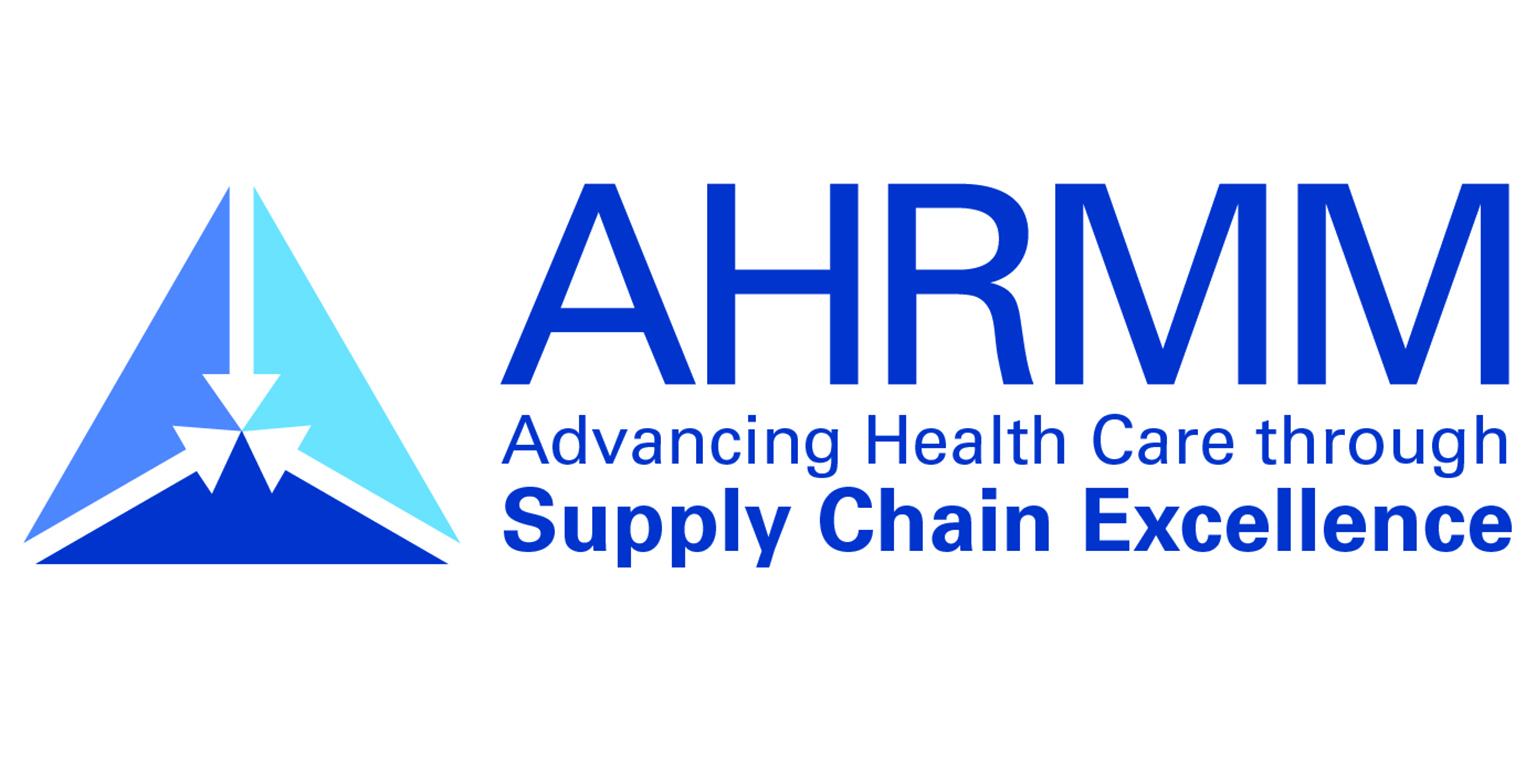 AHRMM
Advancing Health Care through
Supply Chain Excellence